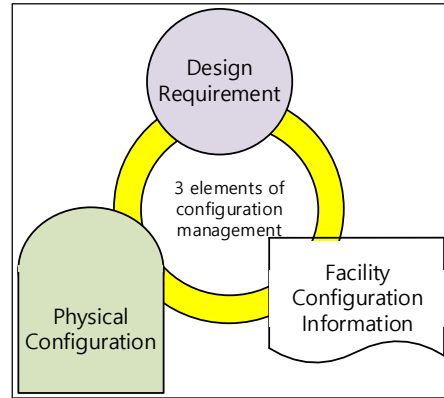 Design
Requirement
3 elements of
configuration
management
Facility
Configuration
Information
Physical
Configuration